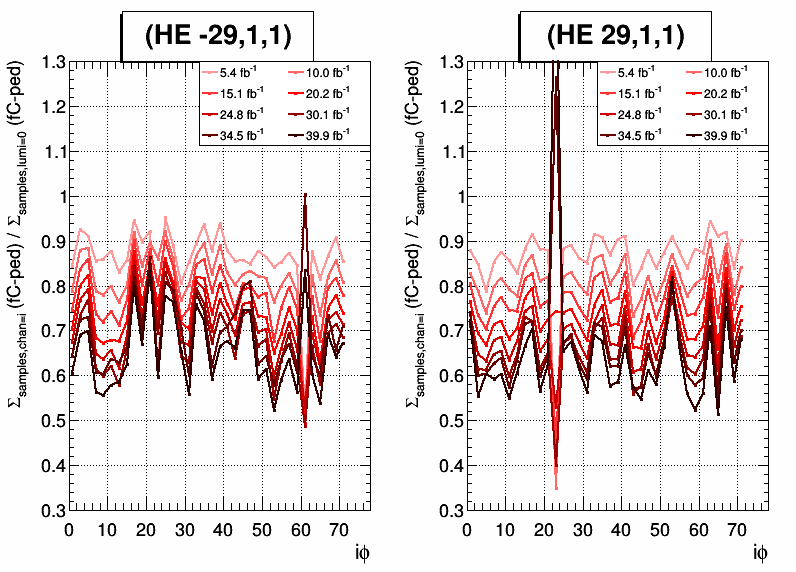 (HE -29,1,1)
Σsamples,chan=i (fC-ped) / Σsamples,lumi=0 (fC-ped)
1.3
1.2
1.1
1
0.9
0.8
0.7
0.6
0.5
0.4
0.3
5.4 fb-1
10.0 fb-1
15.1 fb-1
20.2 fb-1
24.8 fb-1
30.1 fb-1
34.5 fb-1
39.9 fb-1
0 10 20 30 40 50 60 70
iϕ
(HE 29,1,1)
Σsamples,chan=i (fC-ped) / Σsamples,lumi=0 (fC-ped)
1.3
1.2
1.1
1
0.9
0.8
0.7
0.6
0.5
0.4
0.3
5.4 fb-1
10.0 fb-1
15.1 fb-1
20.2 fb-1
24.8 fb-1
30.1 fb-1
34.5 fb-1
39.9 fb-1
0 10 20 30 40 50 60 70
iϕ